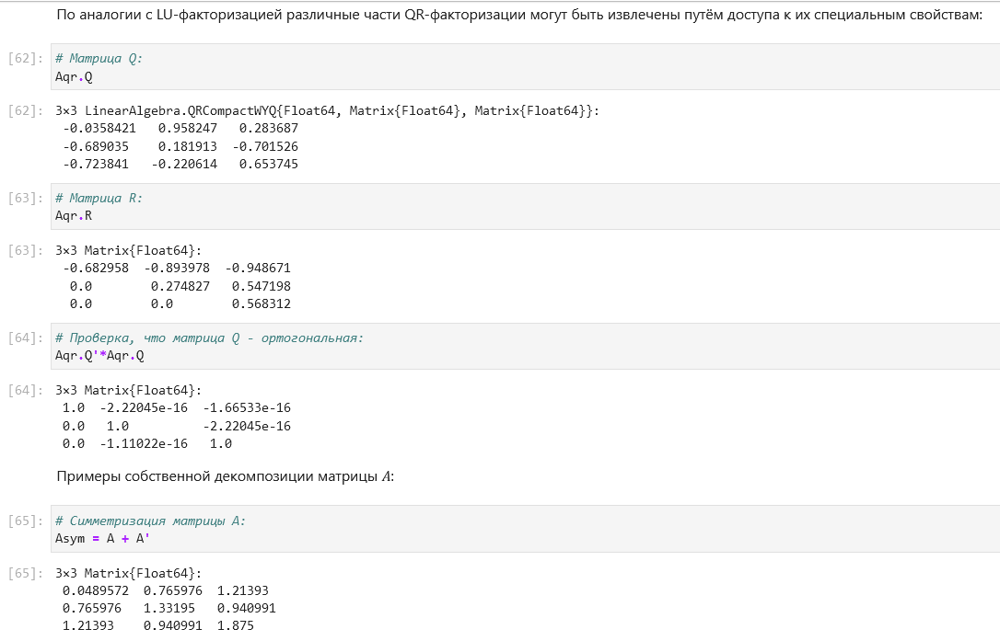 По аналогии с LU-факторизацией различные части QR-факторизации могут быть извлечены путём доступа к их специальным свойствам:
[62]: # Матрица Q:
Aqr.Q
[62]: 3×3 LinearAlgebra.QRCompactWYQ{Float64, Matrix{Float64}, Matrix{Float64}}:
-0.0358421   0.958247   0.283687
-0.689035    0.181913  -0.701526
-0.723841   -0.220614   0.653745
[63]: # Матрица R:
Aqr.R
[63]: 3×3 Matrix{Float64}:
-0.682958  -0.893978  -0.948671
0.0        0.274827   0.547198
0.0        0.0        0.568312
[64]: # Проверка, что матрица Q - ортогональная:
Aqr.Q'*Aqr.Q
[64]: 3×3 Matrix{Float64}:
1.0  -2.22045e-16  -1.66533e-16
0.0   1.0          -2.22045e-16
0.0  -1.11022e-16   1.0
Примеры собственной декомпозиции матрицы A:
[65]: # Симметризация матрицы A:
Asym = A + A'
[65]: 3×3 Matrix{Float64}:
0.0489572  0.765976  1.21393
0.765976   1.33195   0.940991
1.21393    0.940991  1.875